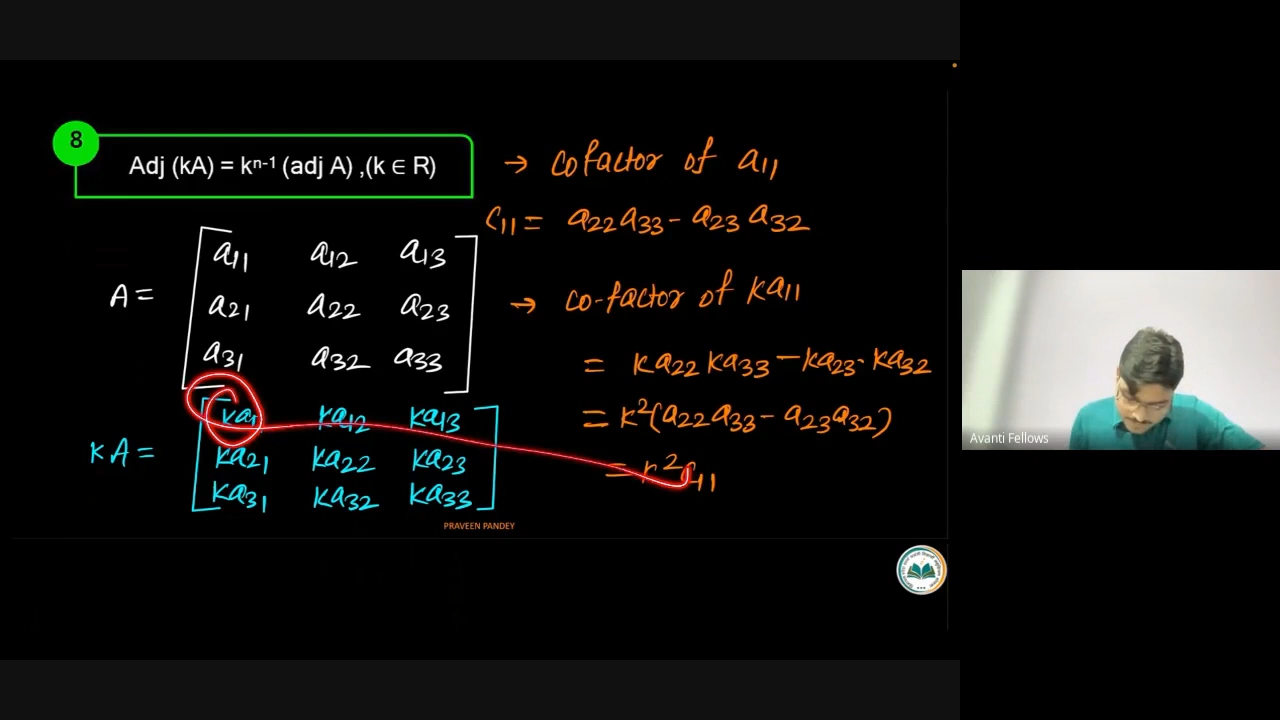 8
Adj (kA) = kⁿ⁻¹ (adj A) ,(k ∈ R)
→ cofactor of a₁₁
C₁₁ = a₂₂a₃₃ - a₂₃a₃₂
A = [a₁₁ a₁₂ a₁₃
a₂₁ a₂₂ a₂₃
a₃₁ a₃₂ a₃₃]
→ co-factor of ka₁₁
= ka₂₂ka₃₃ - ka₂₃·ka₃₂
= k²(a₂₂a₃₃ - a₂₃a₃₂)
= k²C₁₁
kA = [ka₁₁ ka₁₂ ka₁₃
ka₂₁ ka₂₂ ka₂₃
ka₃₁ ka₃₂ ka₃₃]
PRAVEEN PANDEY
Avanti Fellows